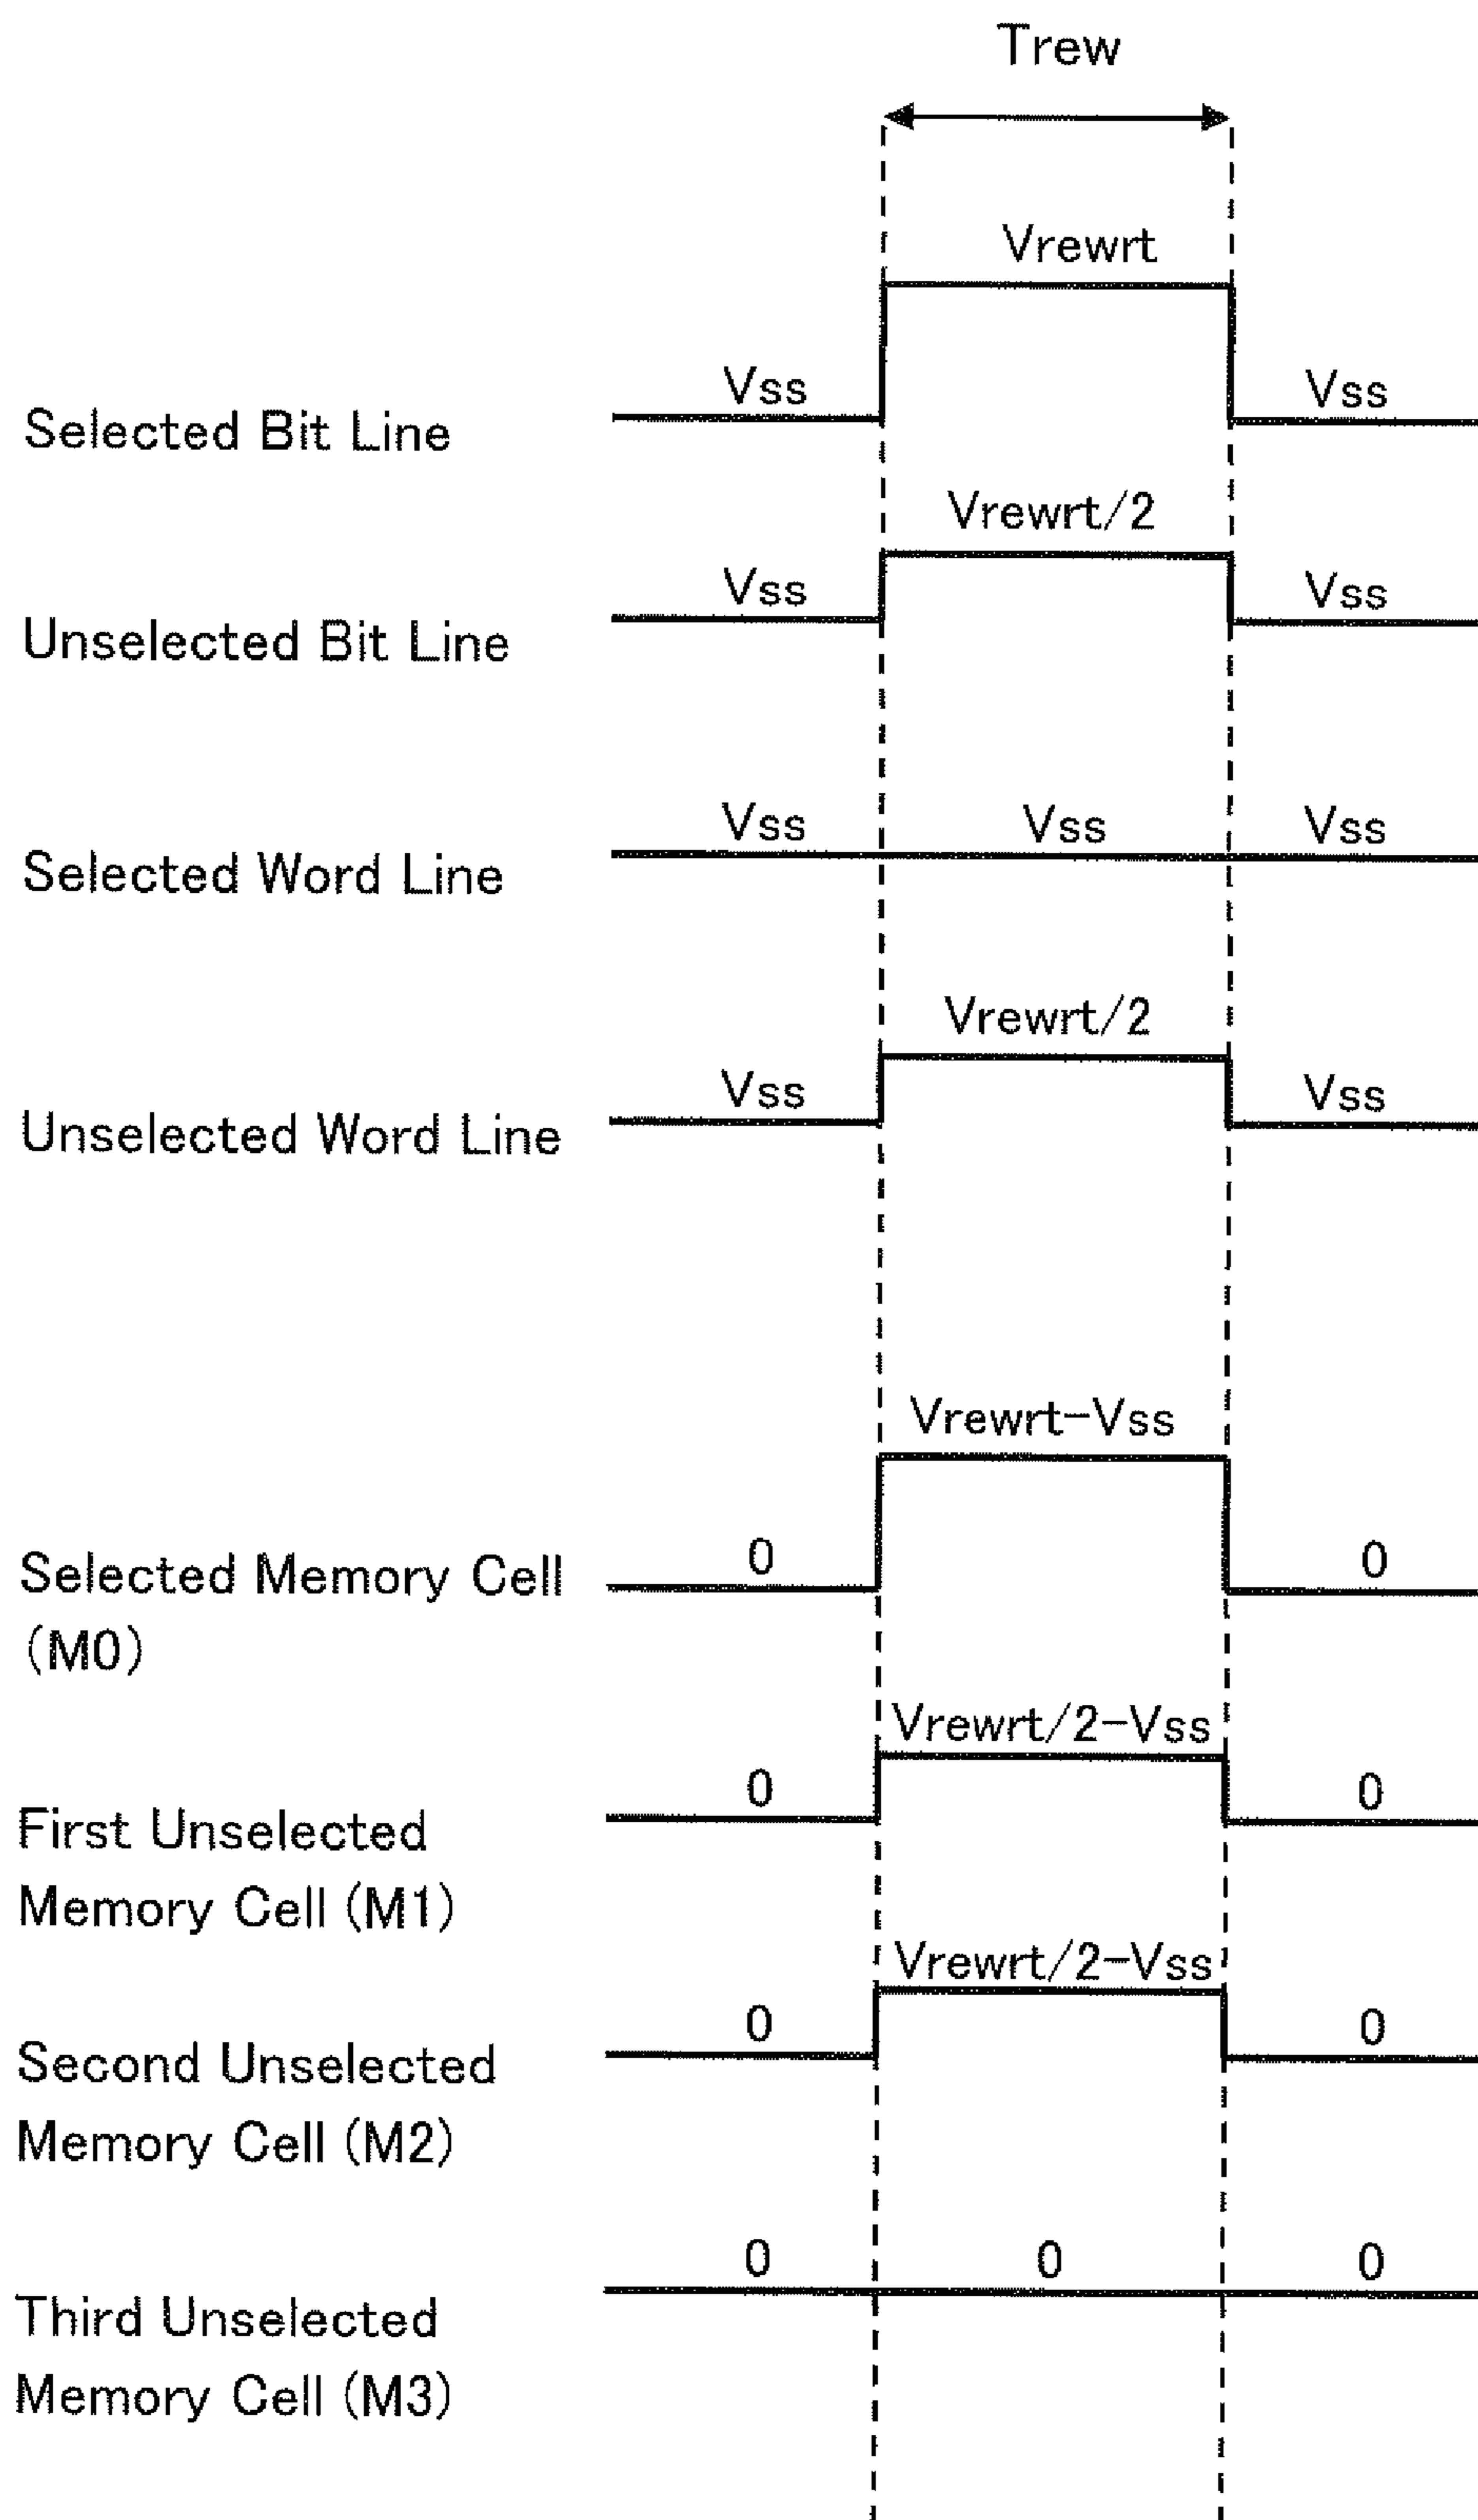 Trew
Vrewrt
Vss Vss
Selected Bit Line
Vrewrt/2
Vss Vss
Unselected Bit Line
Vss Vss Vss
Selected Word Line
Vrewrt/2
Vss Vss
Unselected Word Line
Vrewrt-Vss
0 0
Selected Memory Cell
(M0)
Vrewrt/2-Vss
0 0
First Unselected
Memory Cell (M1)
Vrewrt/2-Vss
0 0
Second Unselected
Memory Cell (M2)
0 0 0
Third Unselected
Memory Cell (M3)